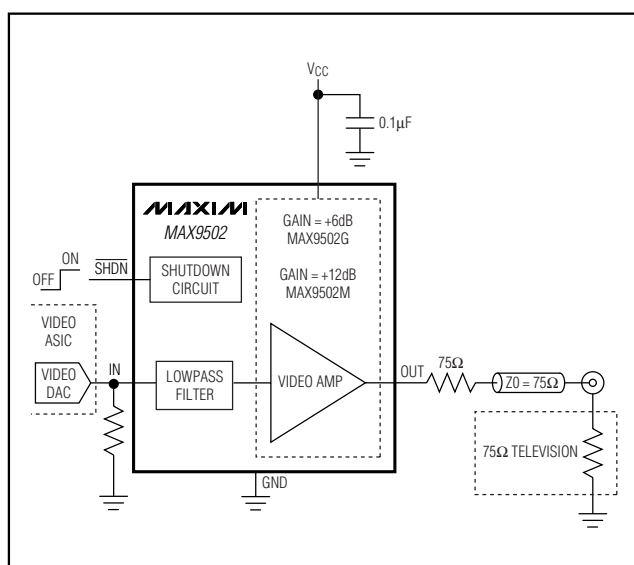 VCC
0.1µF
MAXIM
MAX9502
GAIN = +6dB
MAX9502G
GAIN = +12dB
MAX9502M
ON
OFF
SHDN
SHUTDOWN
CIRCUIT
VIDEO
ASIC
VIDEO
DAC
IN
LOWPASS
FILTER
VIDEO AMP
OUT
75Ω
Z0 = 75Ω
75Ω TELEVISION
GND